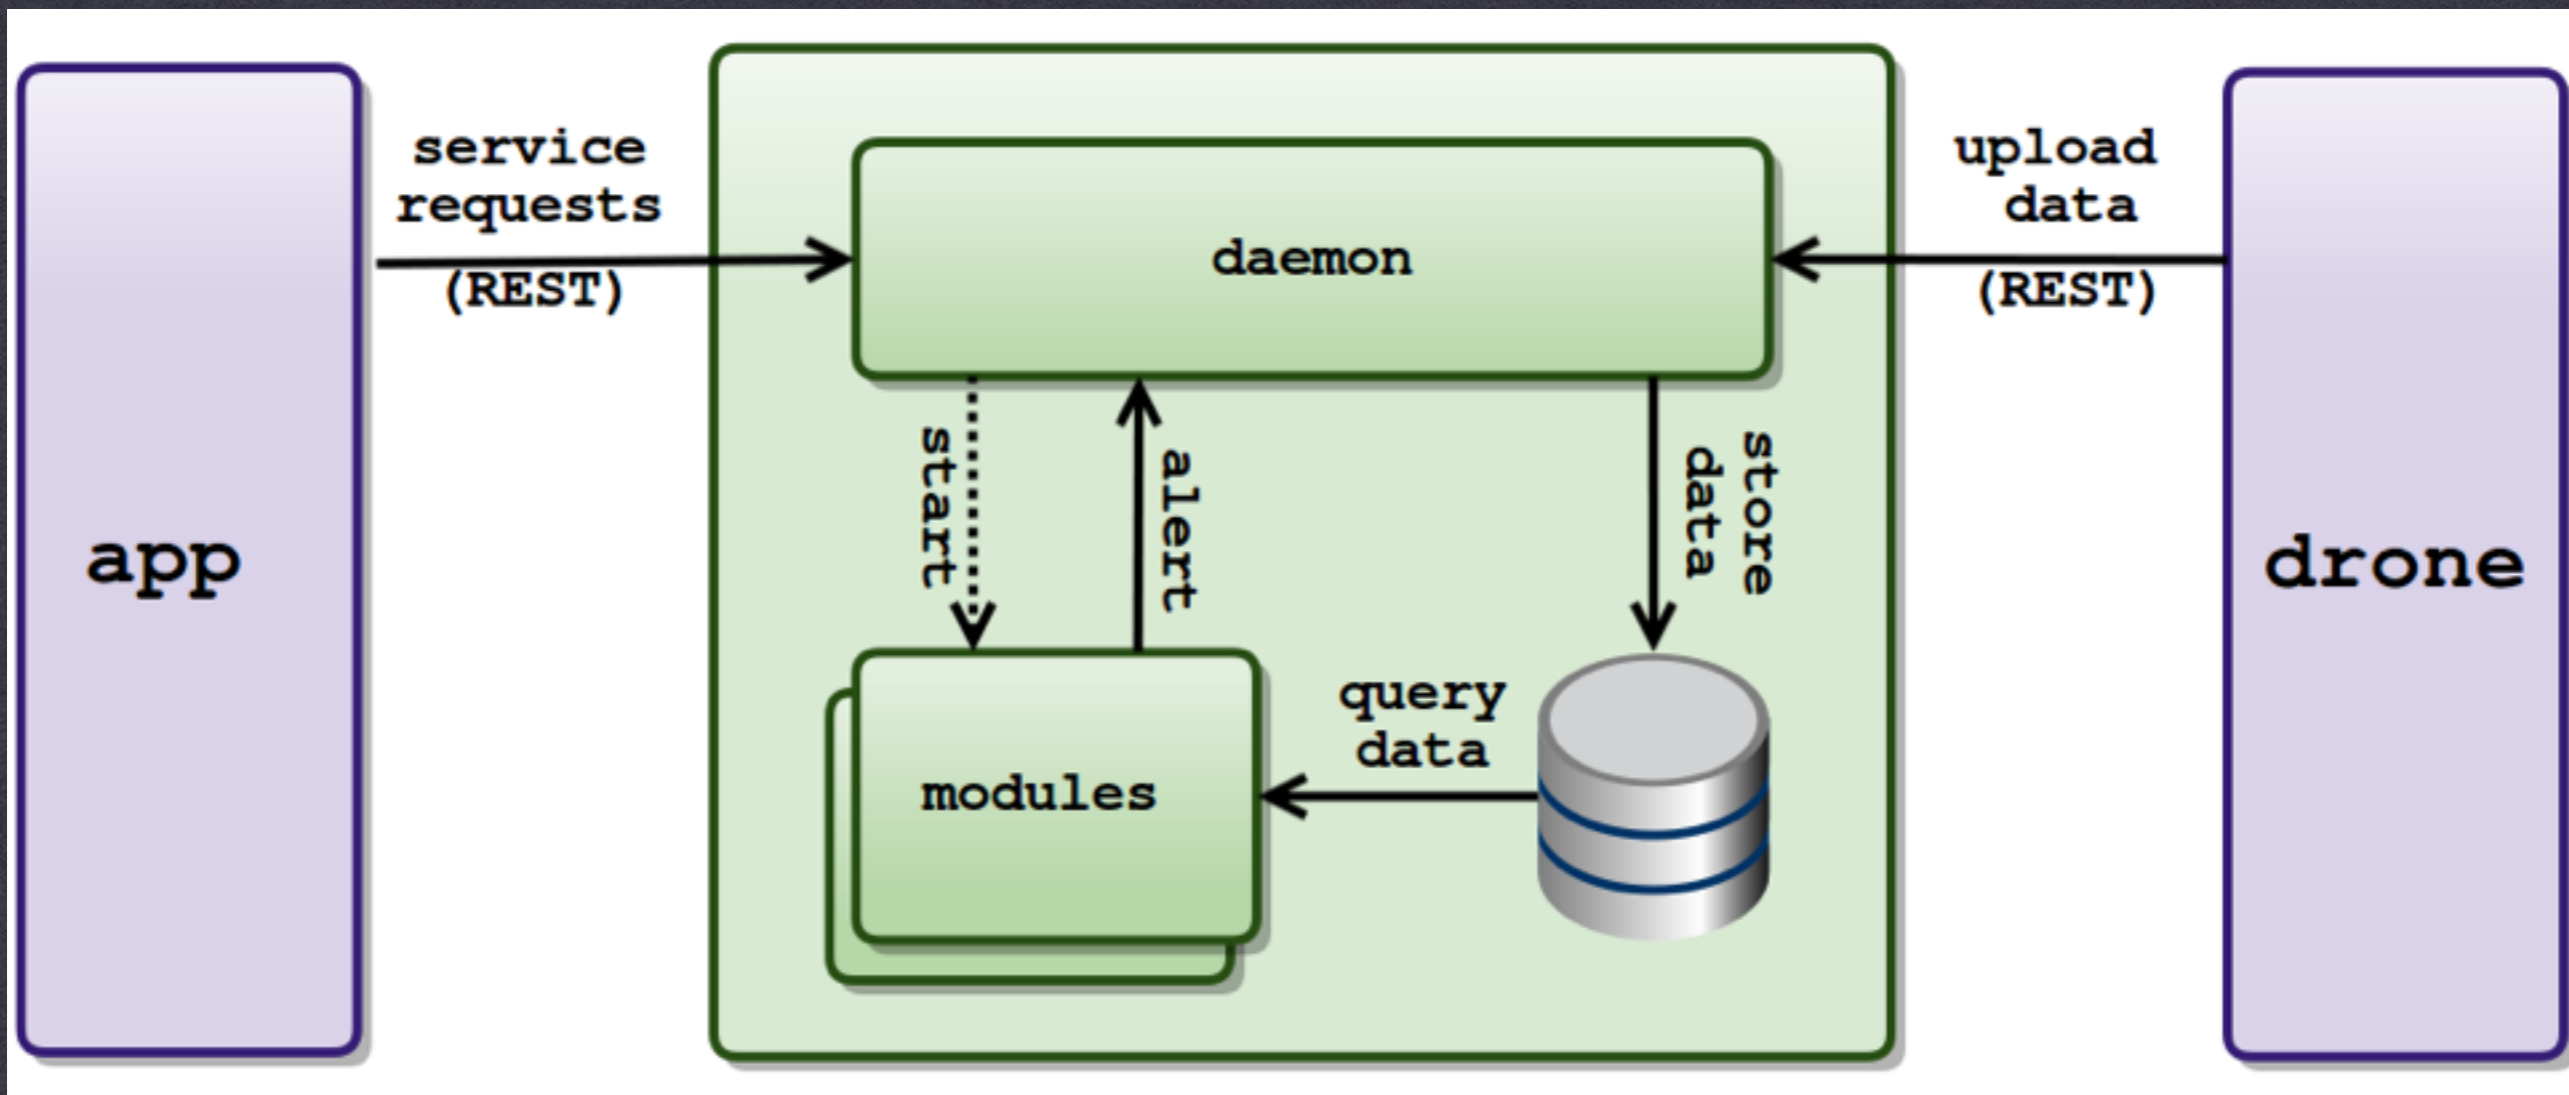 service
requests
(REST)
upload
data
(REST)
daemon
app
start
alert
store
data
drone
query
data
modules